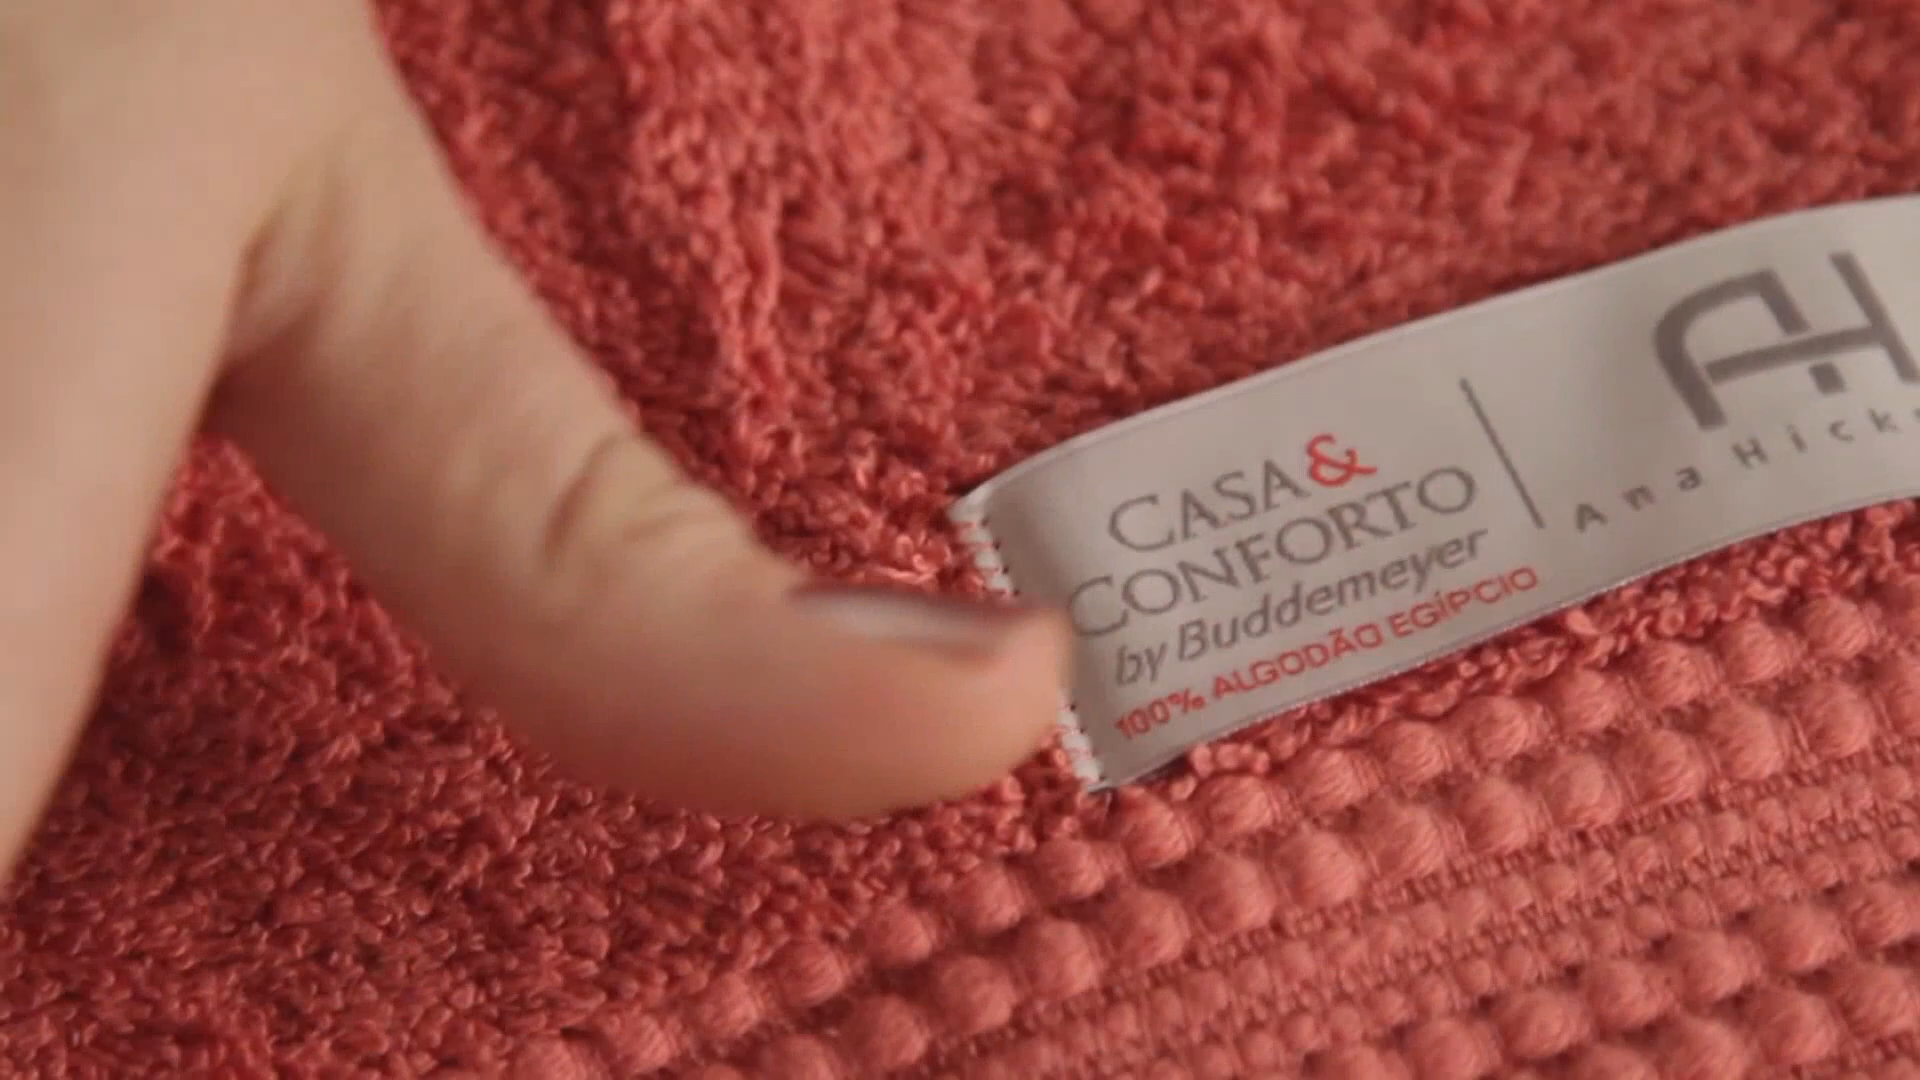 CASA &
CONFORTO
by Buddemeyer
100% ALGODÃO EGÍPCIO
AH
Ana Hick